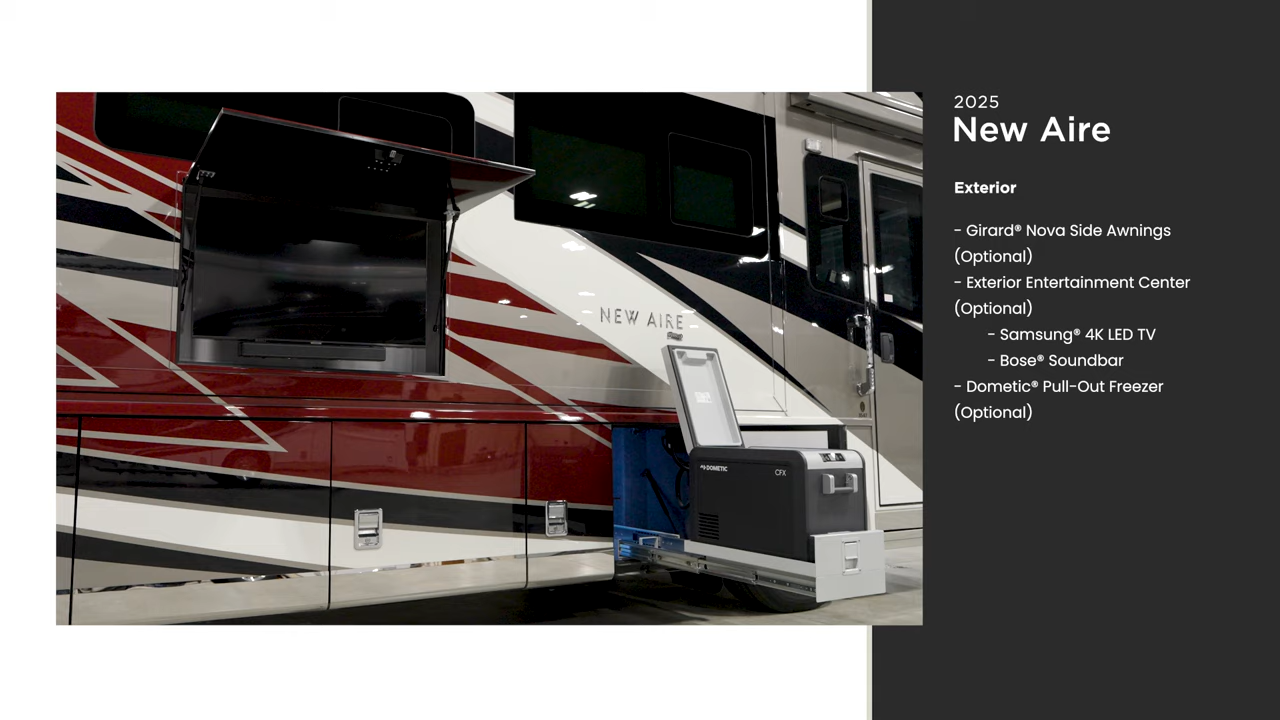 2025
New Aire
Exterior
- Girard® Nova Side Awnings
(Optional)
- Exterior Entertainment Center
(Optional)
- Samsung® 4K LED TV
- Bose® Soundbar
- Dometic® Pull-Out Freezer
(Optional)
NEW AIRE
DOMETIC
CFX